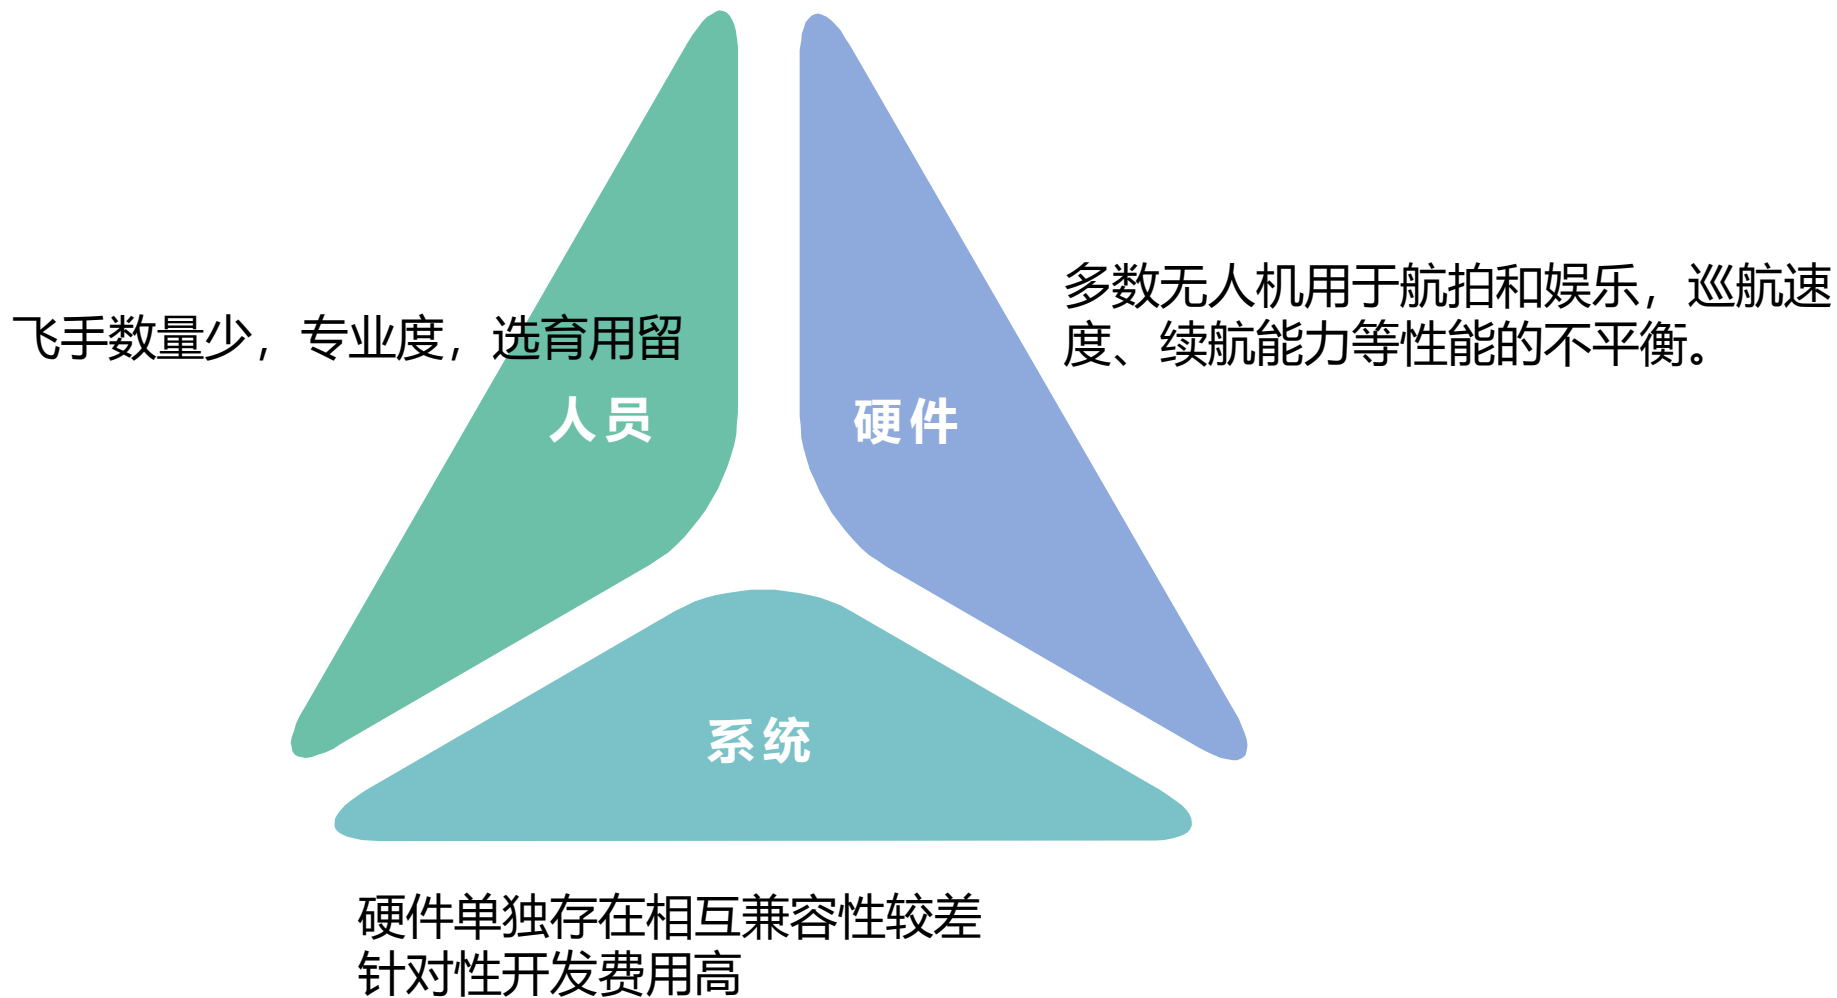 飞手数量少，专业度，选育用留
人员
多数无人机用于航拍和娱乐，巡航速
度、续航能力等性能的不平衡。
硬件
系统
硬件单独存在相互兼容性较差
针对性开发费用高